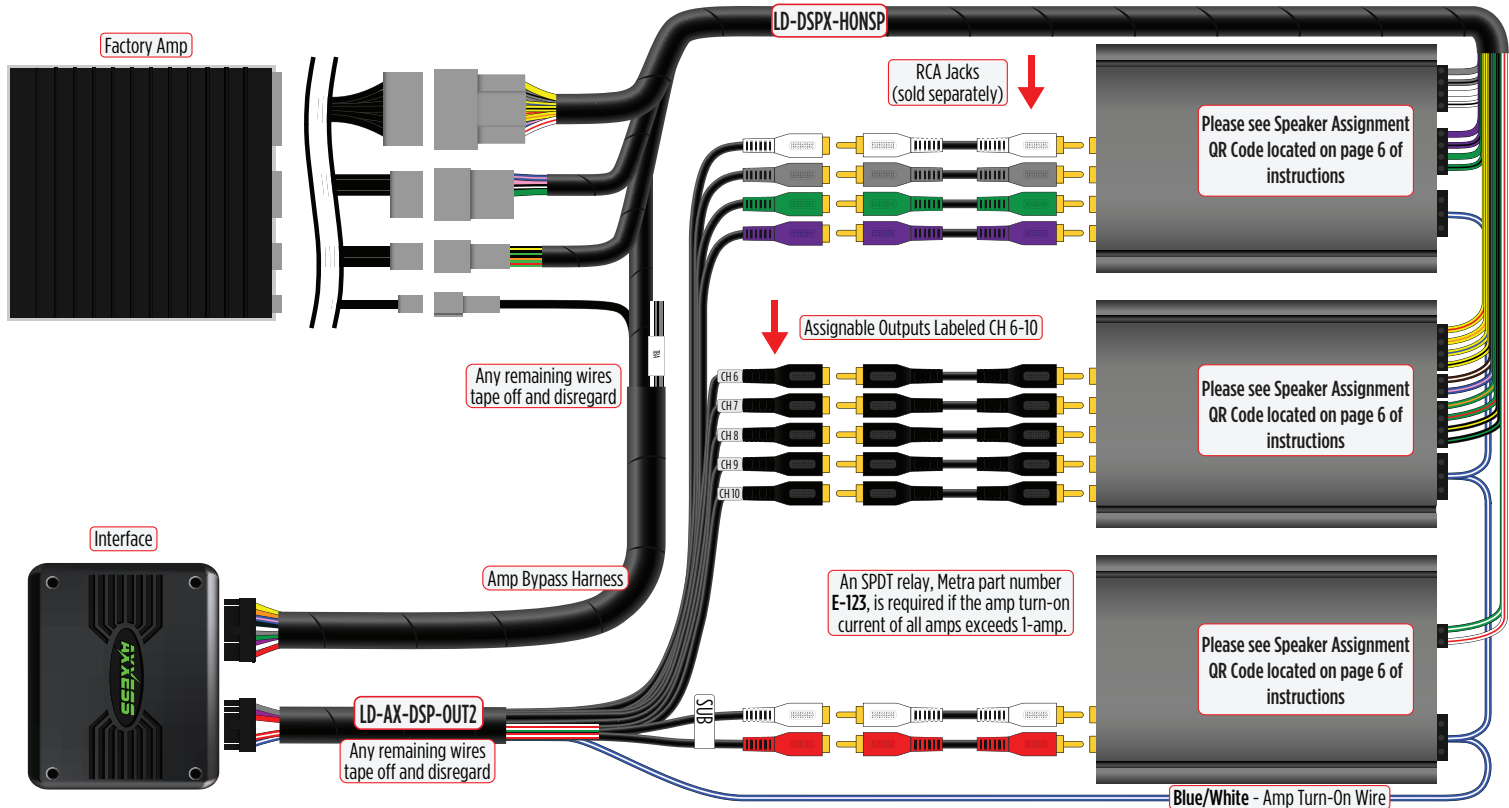 LD-DSPX-HONSP
Factory Amp
RCA Jacks
(sold separately)
Please see Speaker Assignment
QR Code located on page 6 of
instructions
Assignable Outputs Labeled CH 6-10
Any remaining wires
tape off and disregard
CH 6
CH 7
CH 8
CH 9
CH 10
Please see Speaker Assignment
QR Code located on page 6 of
instructions
Interface
Amp Bypass Harness
An SPDT relay, Metra part number
E-123, is required if the amp turn-on
current of all amps exceeds 1-amp.
AXXESS
Please see Speaker Assignment
QR Code located on page 6 of
instructions
LD-AX-DSP-OUT2
SUB
Any remaining wires
tape off and disregard
Blue/White - Amp Turn-On Wire